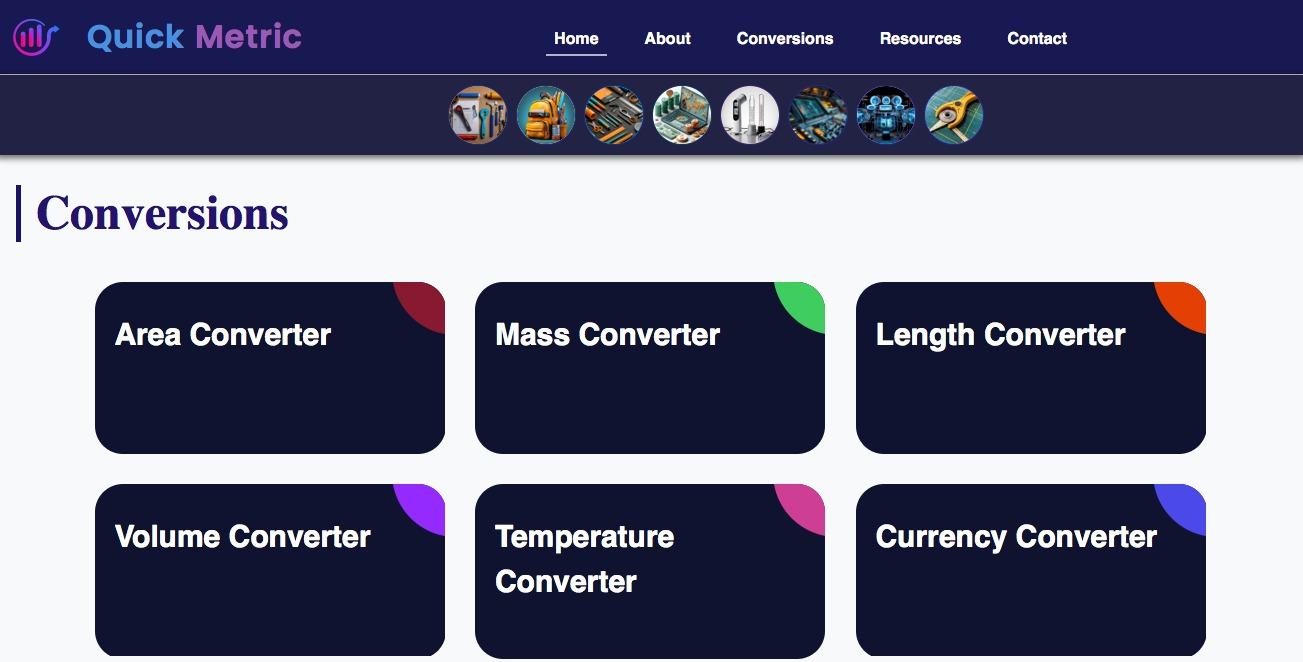 Quick Metric
Home
About
Conversions
Resources
Contact
Conversions
Area Converter
Mass Converter
Length Converter
Volume Converter
Temperature
Converter
Currency Converter